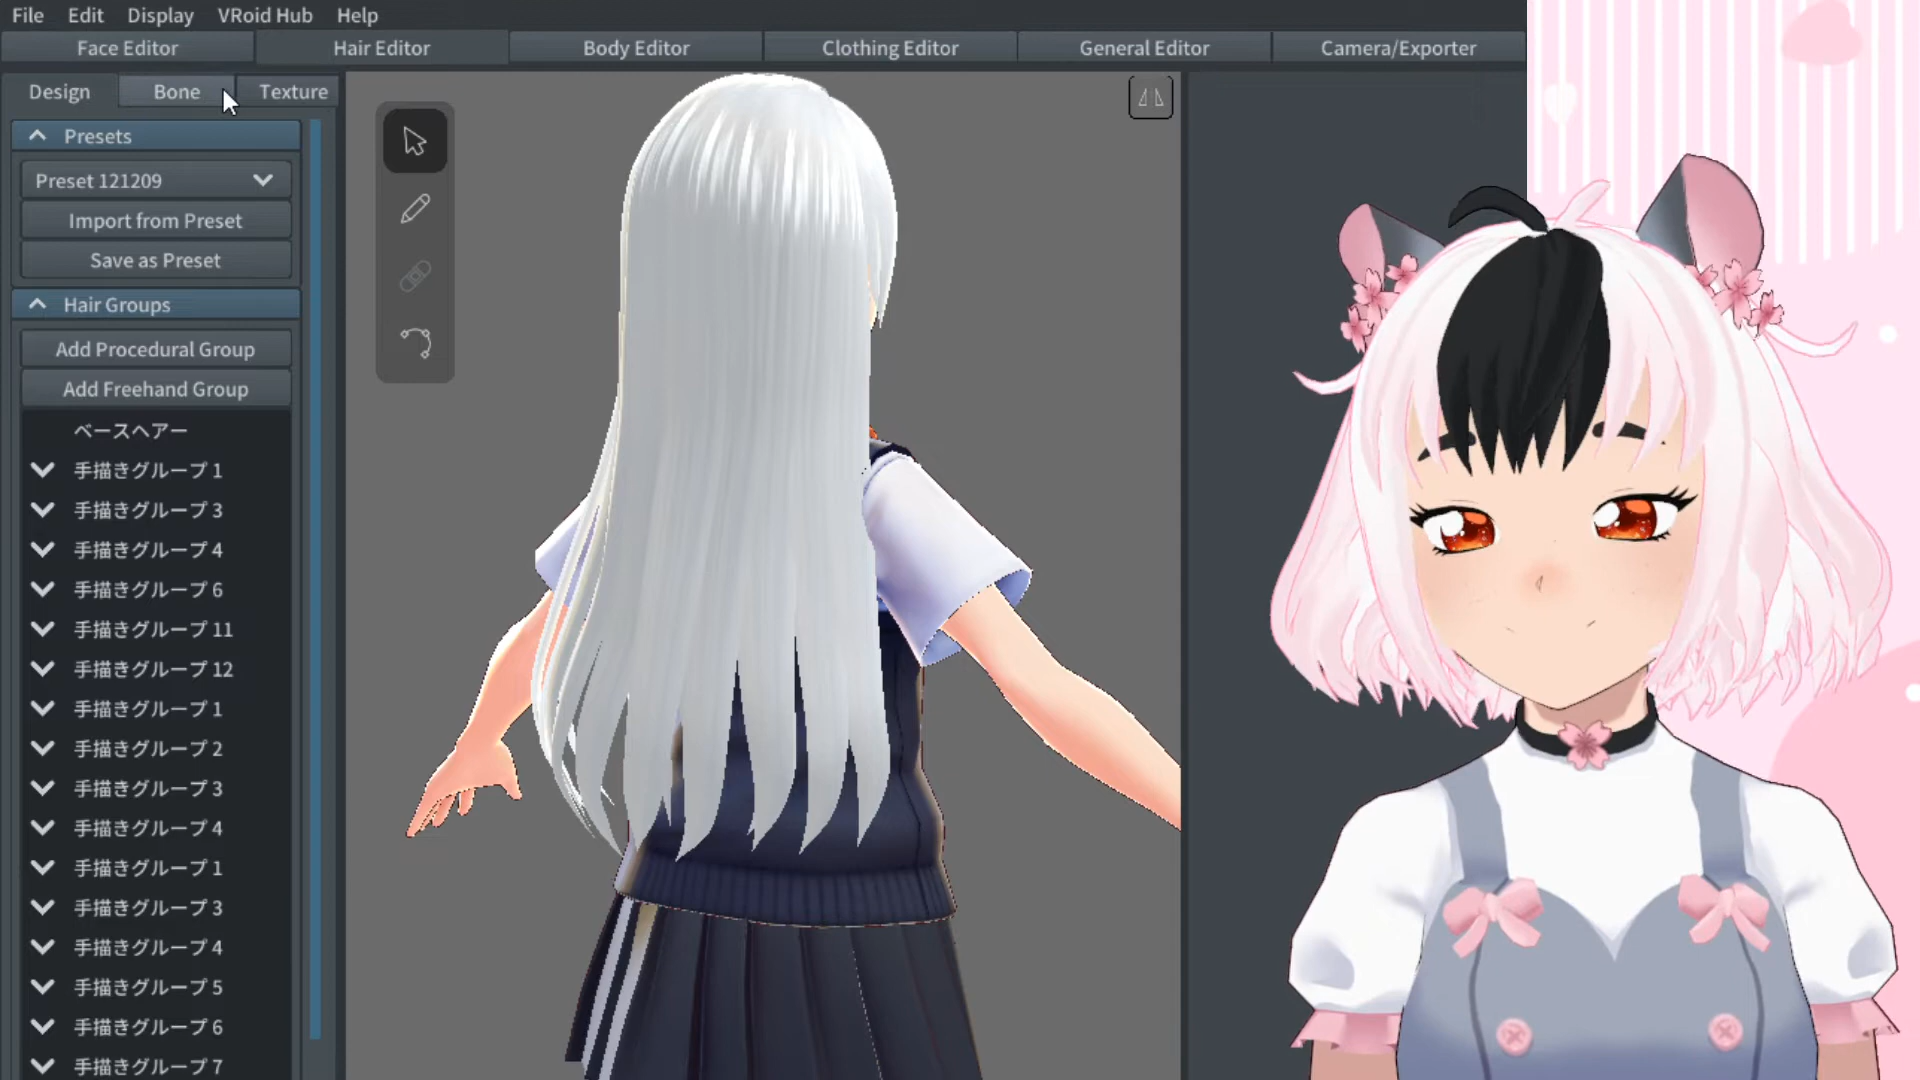 File Edit Display VRoid Hub Help
Face Editor Hair Editor Body Editor Clothing Editor General Editor Camera/Exporter
Design Bone Texture
Presets
Preset 121209
Import from Preset
Save as Preset
Hair Groups
Add Procedural Group
Add Freehand Group
ベースヘアー
手描きグループ 1
手描きグループ 3
手描きグループ 4
手描きグループ 6
手描きグループ 11
手描きグループ 12
手描きグループ 1
手描きグループ 2
手描きグループ 3
手描きグループ 4
手描きグループ 1
手描きグループ 3
手描きグループ 4
手描きグループ 5
手描きグループ 6
手描きグループ 7